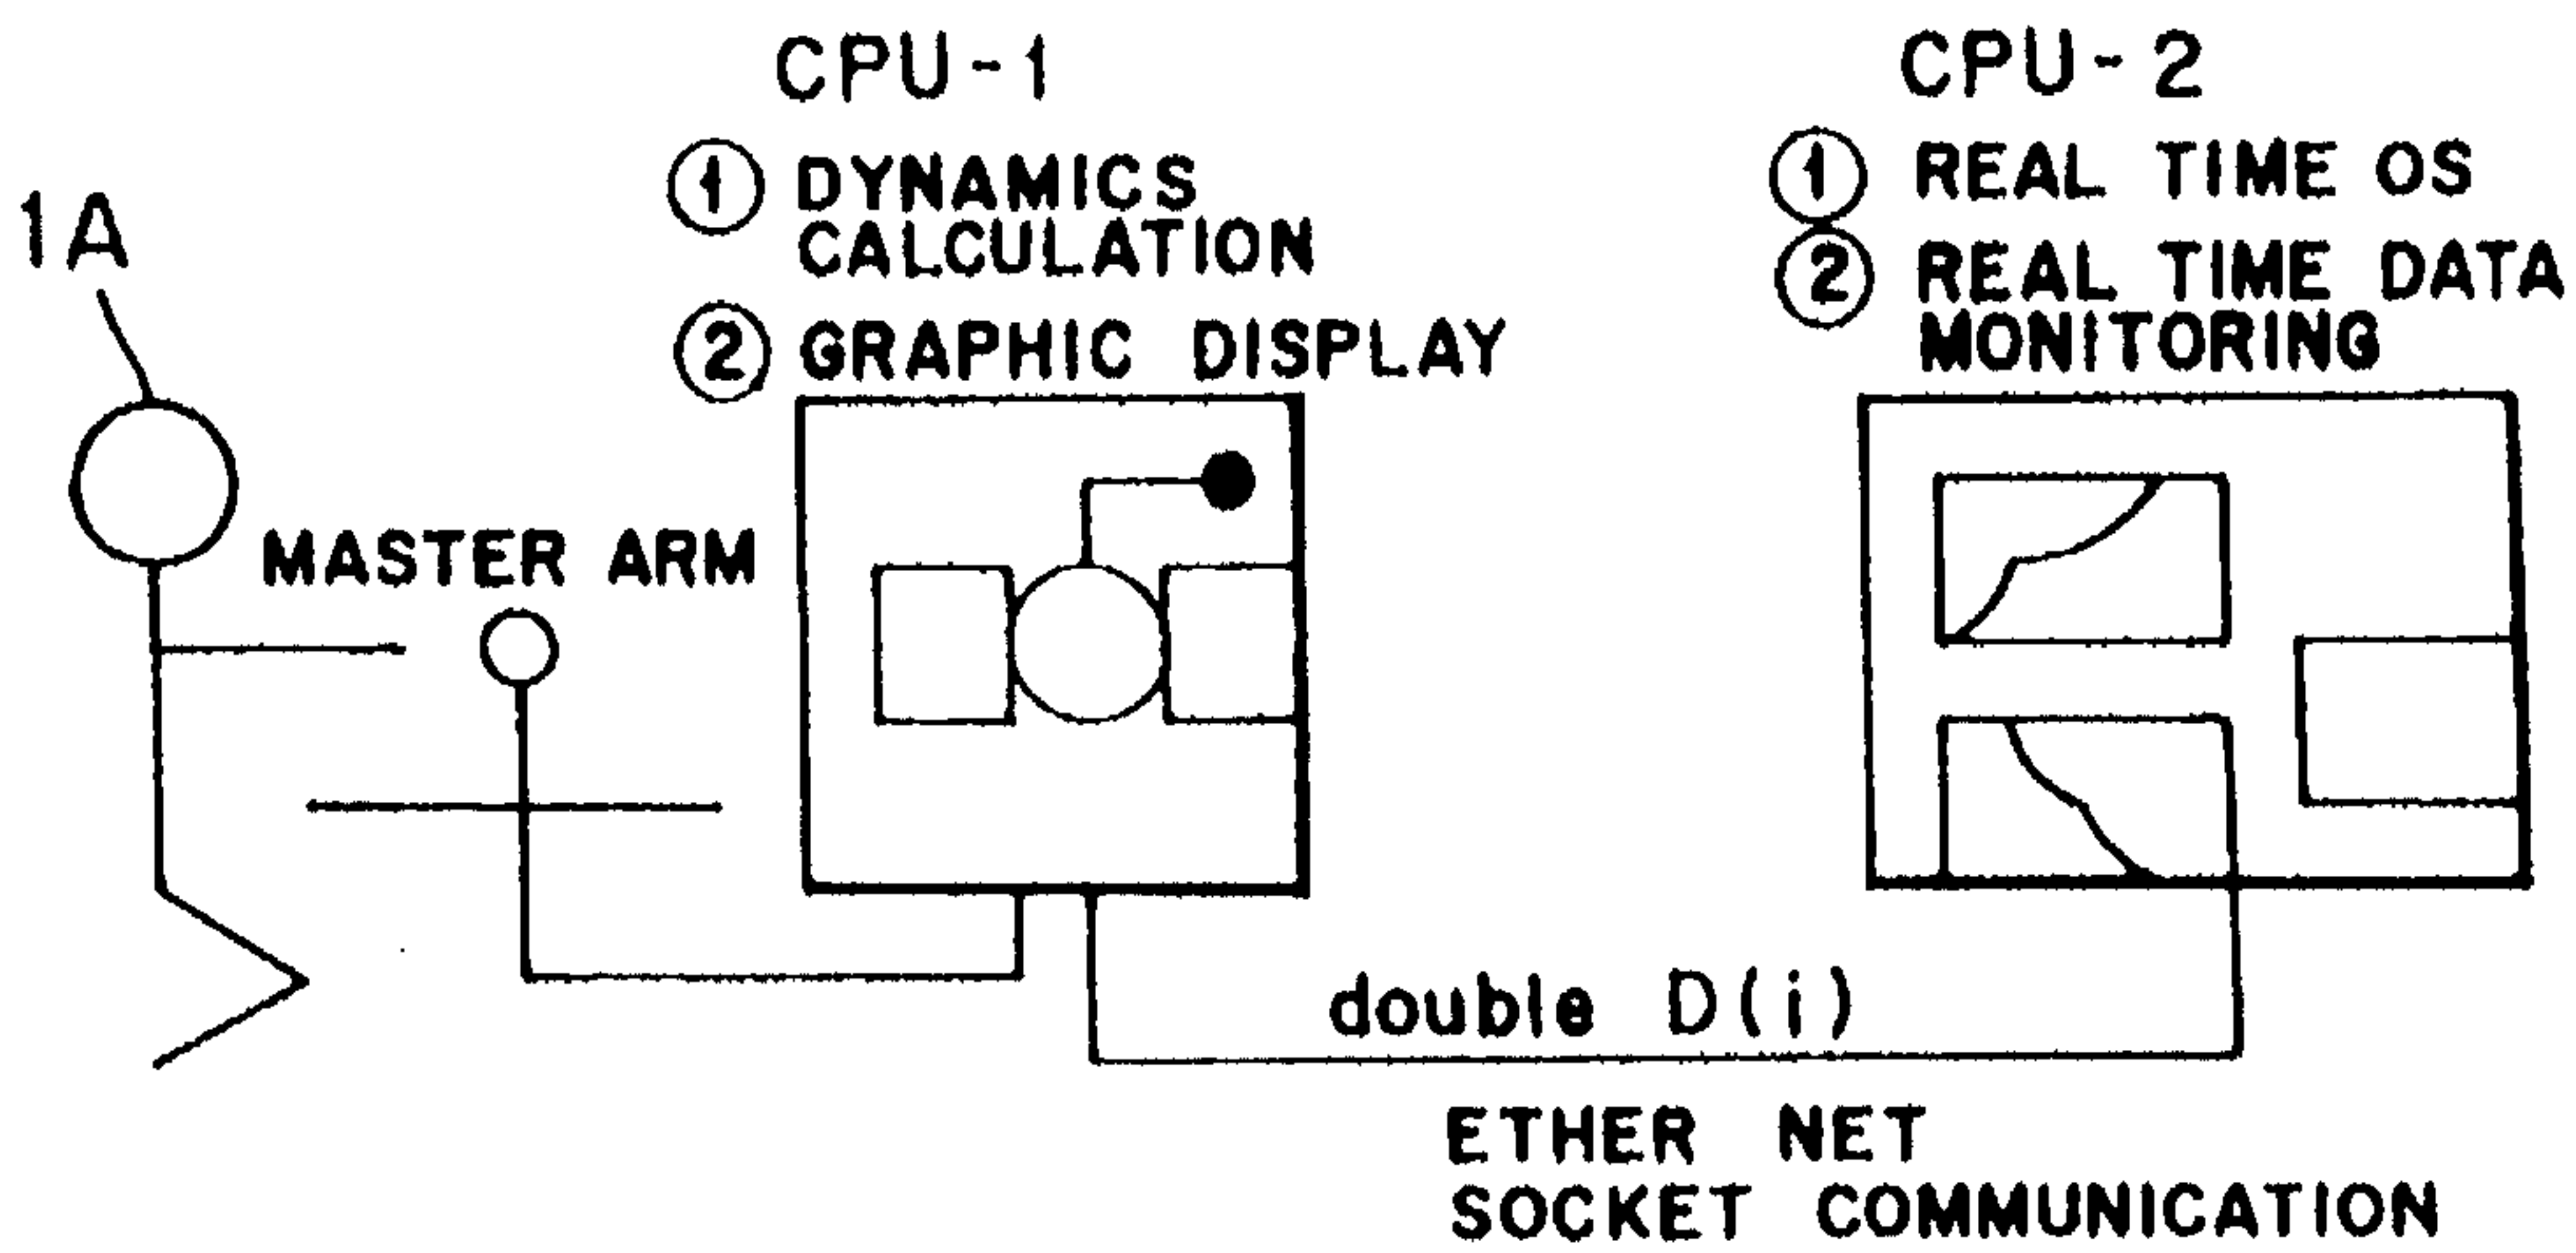 CPU-1
① DYNAMICS
CALCULATION
② GRAPHIC DISPLAY
CPU-2
① REAL TIME OS
② REAL TIME DATA
MONITORING
1A
MASTER ARM
double D(i)
ETHER NET
SOCKET COMMUNICATION